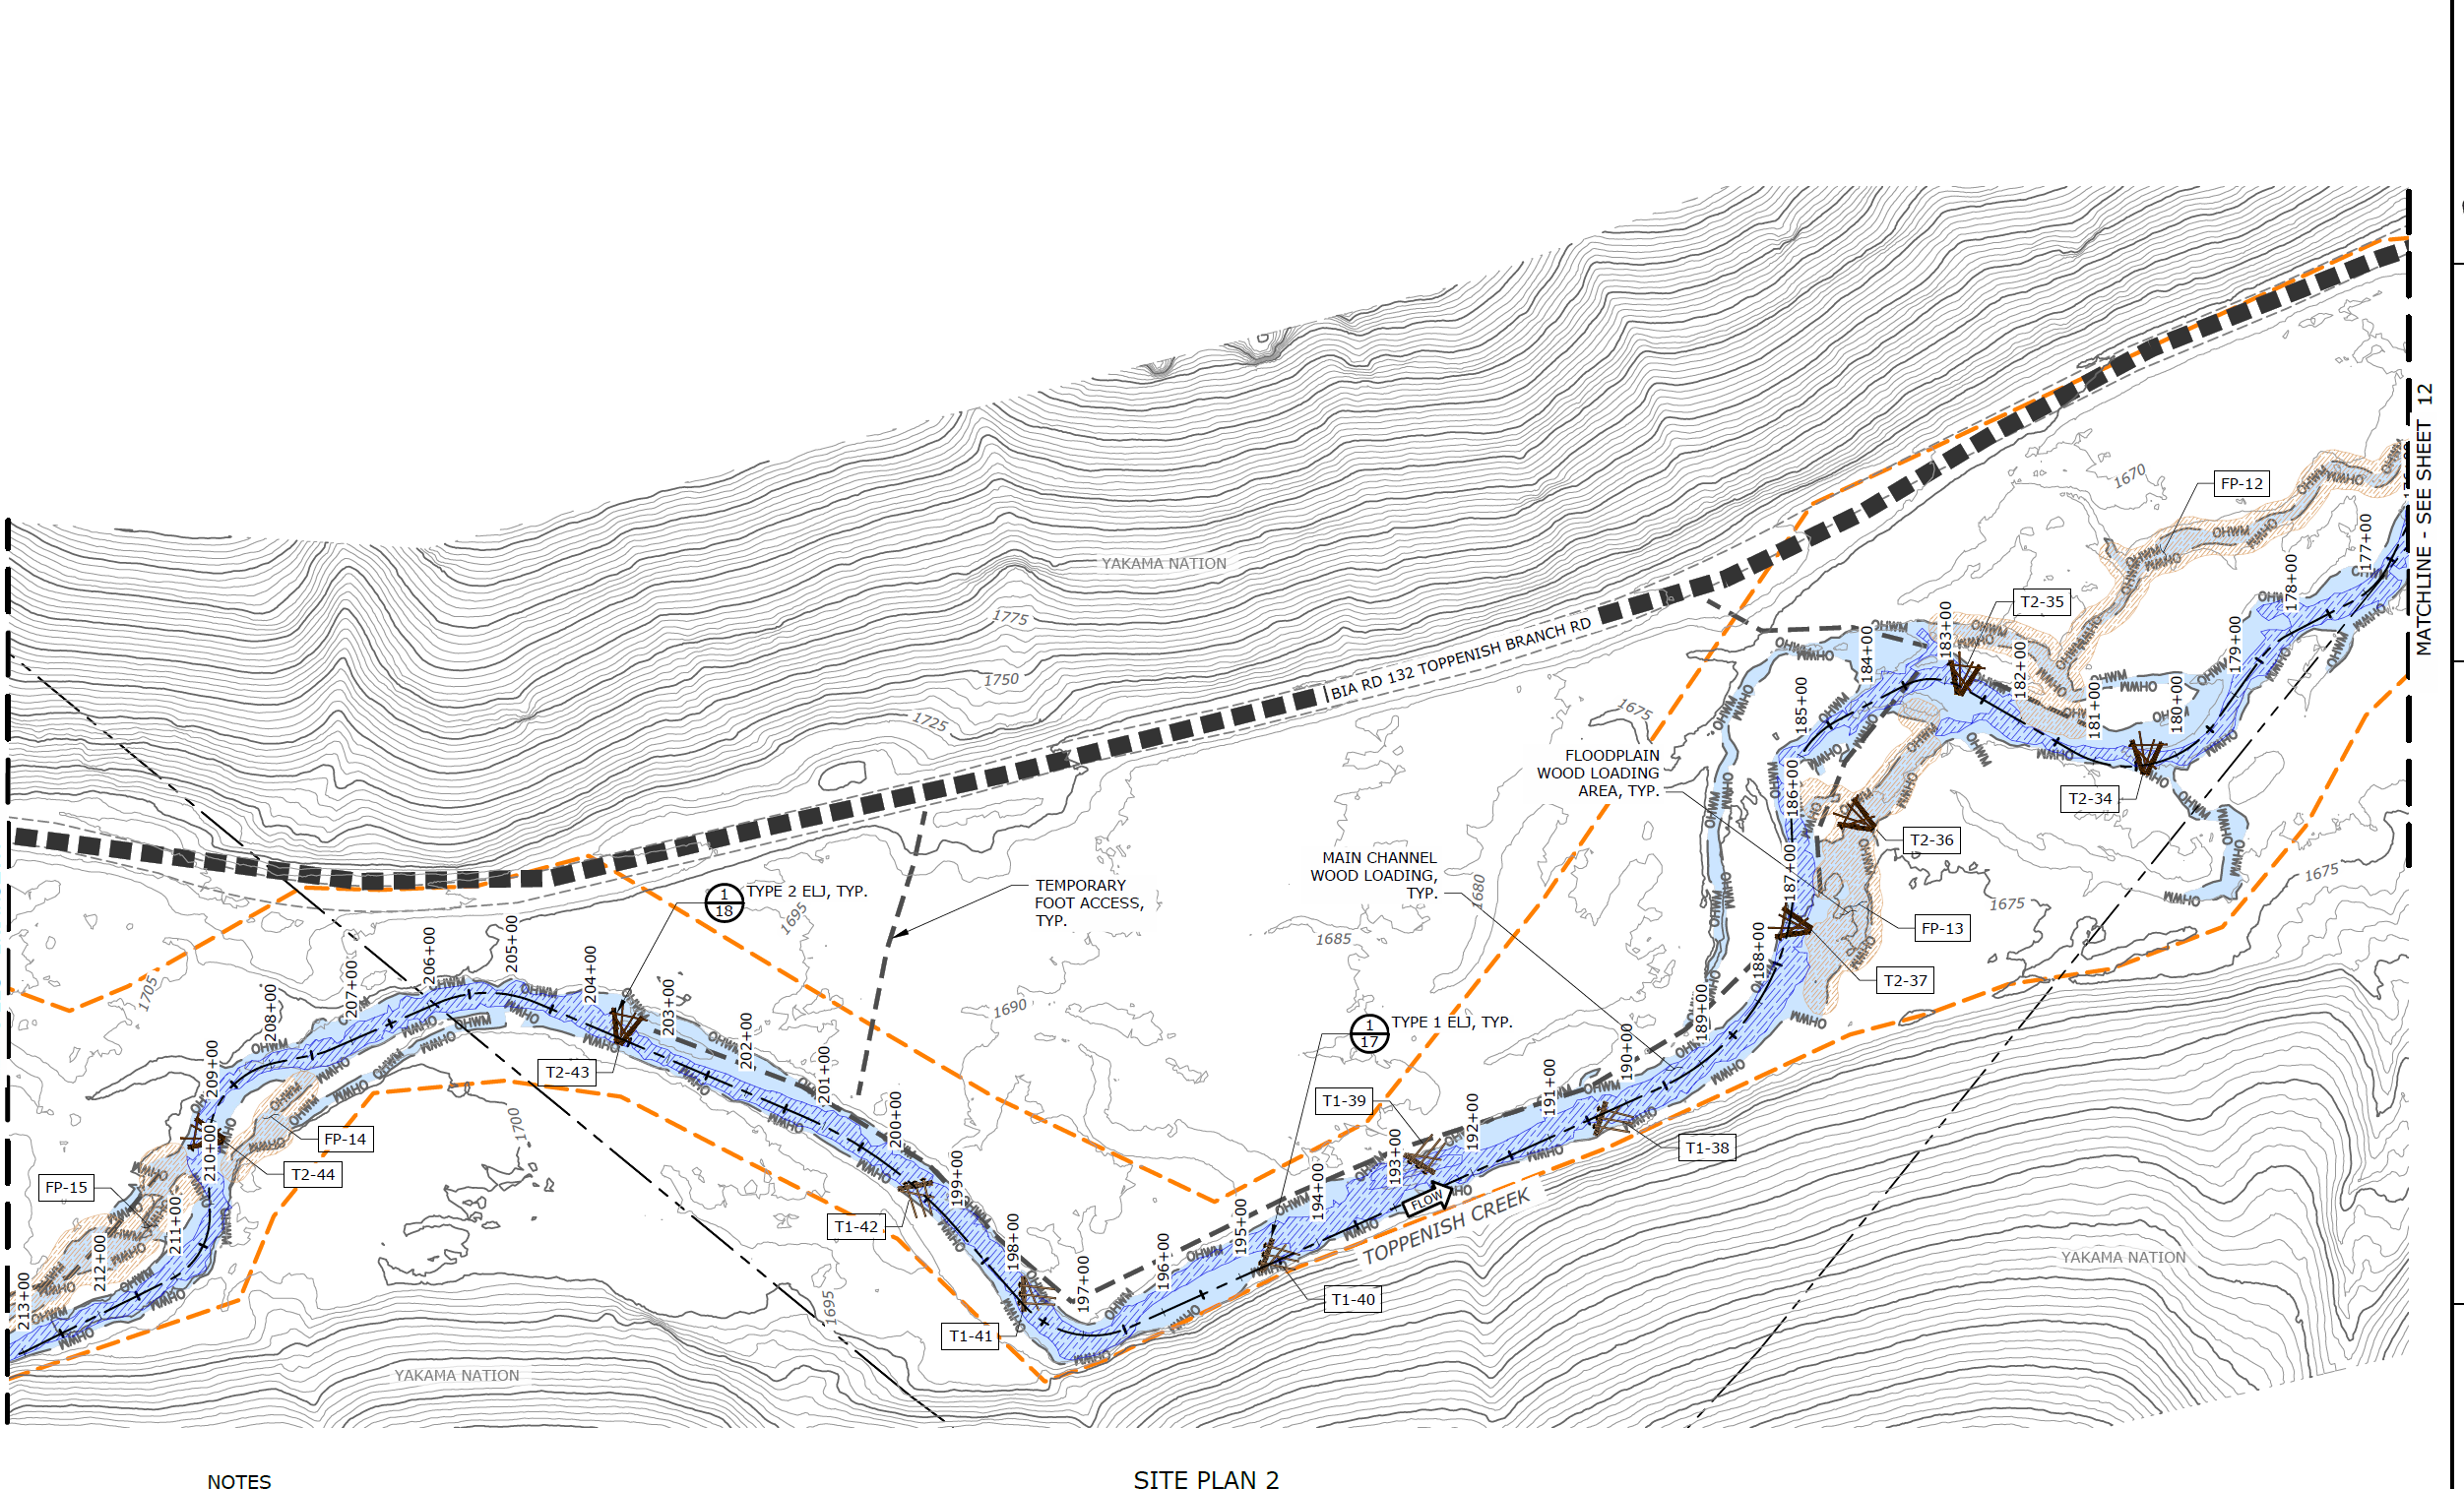 MATCHLINE - SEE SHEET 12
1670
FP-12
177+00
YAKAMA NATION
178+00
1775
T2-35
BIA RD 132 TOPPENISH BRANCH RD
183+00
179+00
184+00
182+00
1750
180+00
185+00
181+00
1675
1725
FLOODPLAIN
WOOD LOADING
AREA, TYP.
186+00
T2-34
T2-36
MAIN CHANNEL
WOOD LOADING,
TYP.
187+00
1675
1
18
TYPE 2 ELJ, TYP.
TEMPORARY
FOOT ACCESS,
TYP.
1680
1675
1695
FP-13
1685
205+00
206+00
188+00
204+00
T2-37
207+00
1705
203+00
208+00
1690
189+00
1
17
TYPE 1 ELJ, TYP.
202+00
190+00
209+00
T2-43
201+00
191+00
T1-39
200+00
192+00
1700
FP-14
210+00
193+00
T1-38
T2-44
199+00
FP-15
194+00
FLOW
211+00
T1-42
195+00
TOPPENISH CREEK
198+00
212+00
196+00
YAKAMA NATION
197+00
213+00
T1-40
1695
T1-41
YAKAMA NATION
OHWM
NOTES
SITE PLAN 2